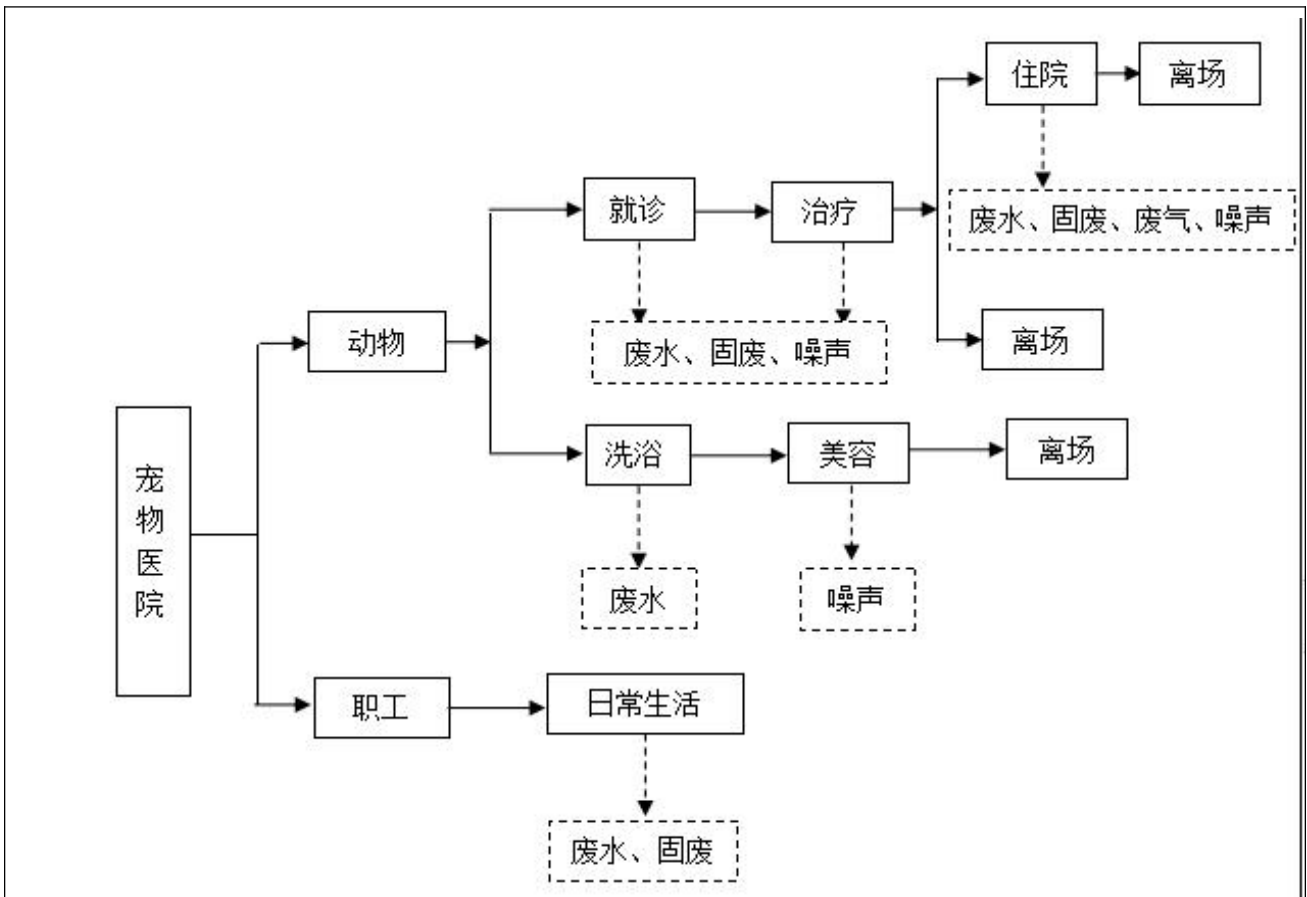 住院
离场
就诊
治疗
废水、固废、废气、噪声
动物
废水、固废、噪声
离场
宠物医院
洗浴
美容
离场
废水
噪声
职工
日常生活
废水、固废